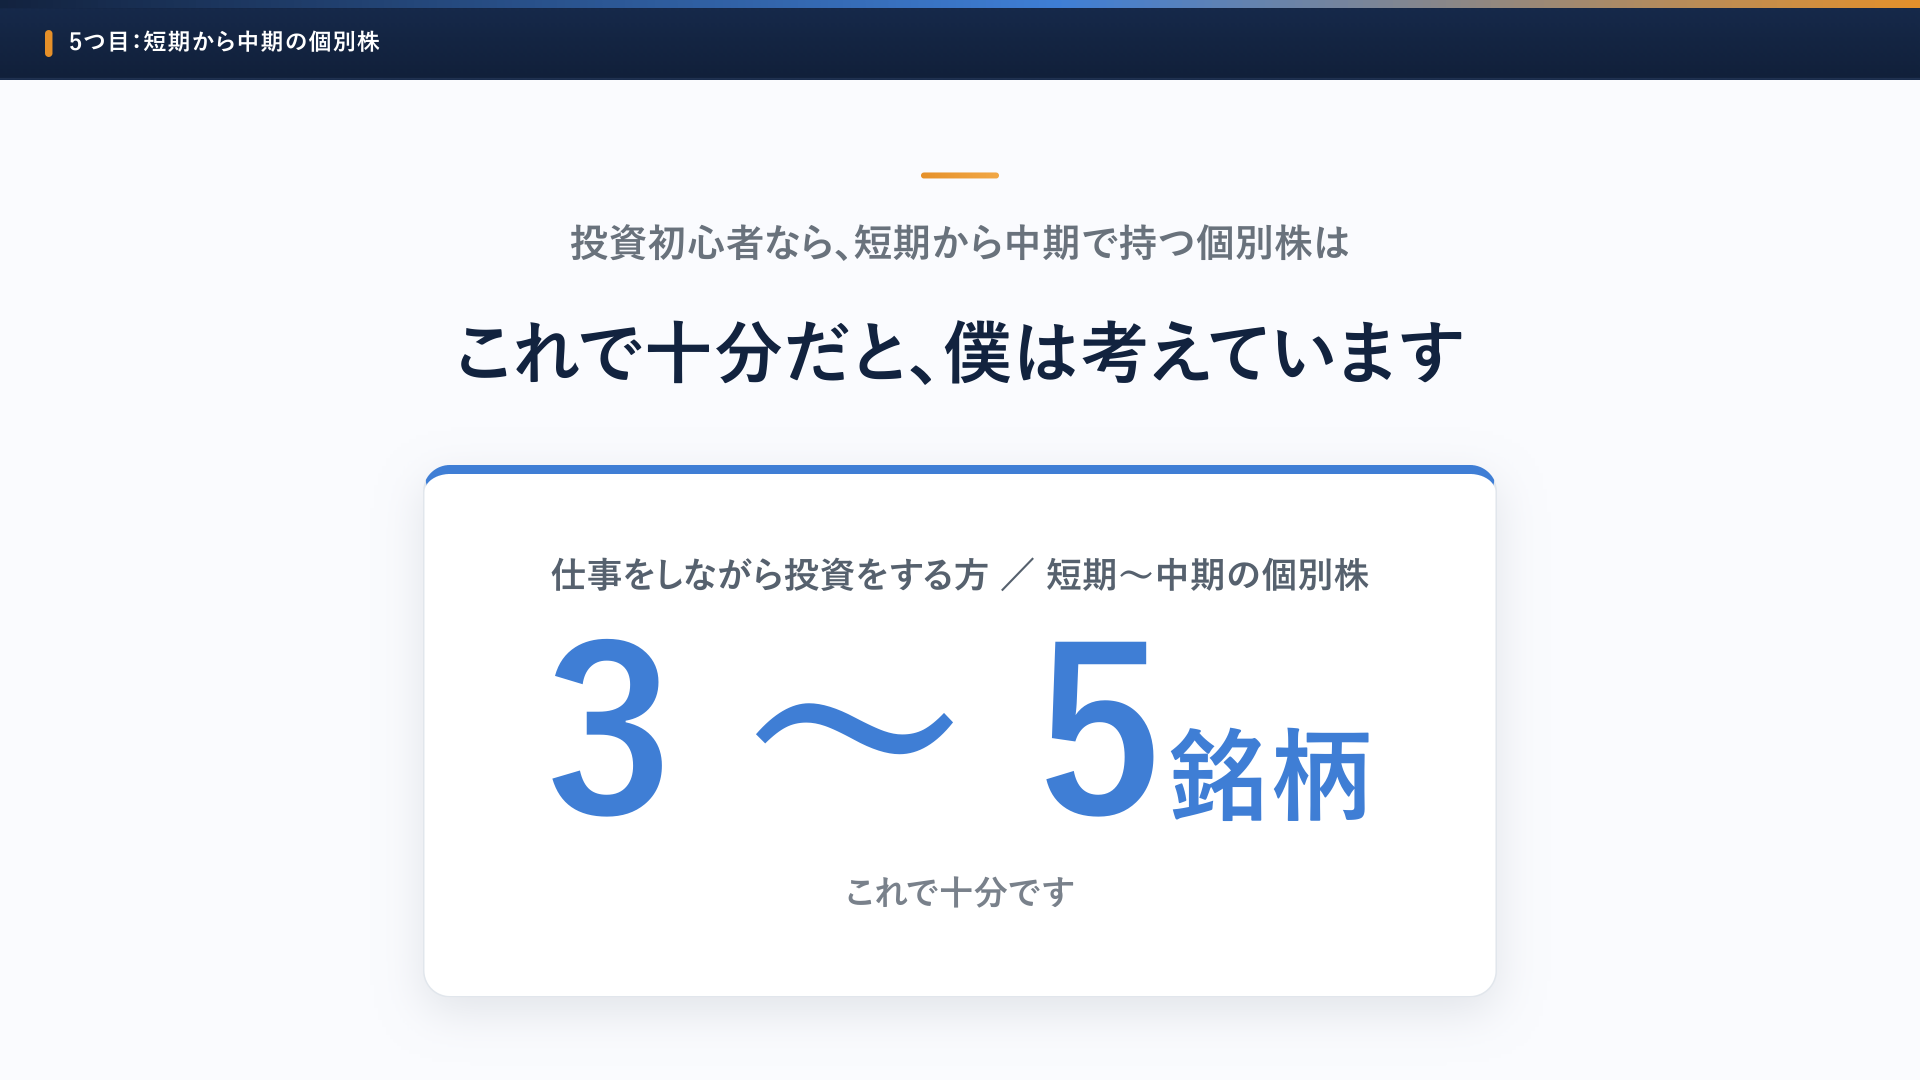 5つ目：短期から中期の個別株
投資初心者なら、短期から中期で持つ個別株は
これで十分だと、僕は考えています
仕事をしながら投資をする方 ／ 短期〜中期の個別株
3 〜 5銘柄
これで十分です